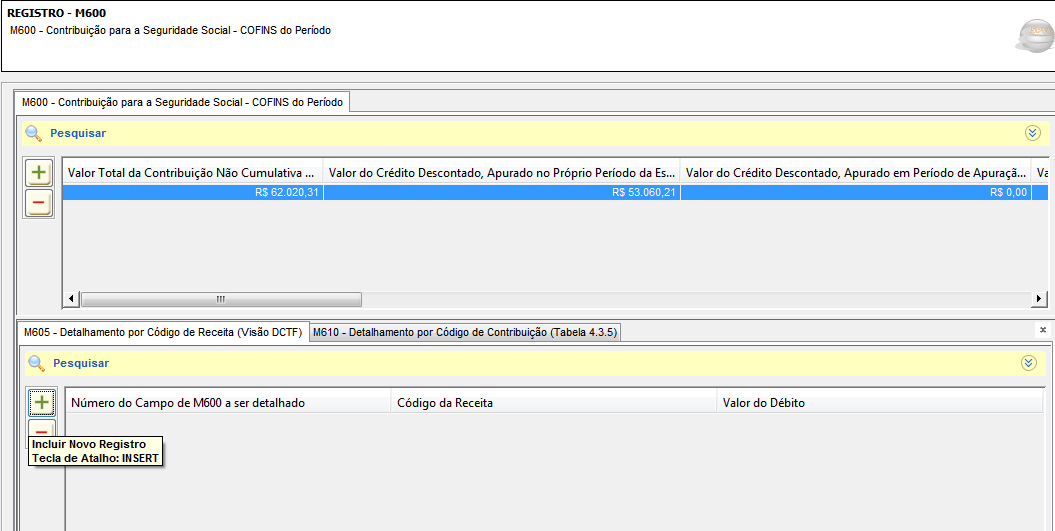 REGISTRO - M600
M600 - Contribuição para a Seguridade Social - COFINS do Período
M600 - Contribuição para a Seguridade Social - COFINS do Período
Pesquisar
Valor Total da Contribuição Não Cumulativa ... Valor do Crédito Descontado, Apurado no Próprio Período da Es... Valor do Crédito Descontado, Apurado em Período de Apuraçã... Va
R$ 62.020,31 R$ 53.060,21 R$ 0,00
M605 - Detalhamento por Código de Receita (Visão DCTF) M610 - Detalhamento por Código de Contribuição (Tabela 4.3.5)
Pesquisar
Número do Campo de M600 a ser detalhado Código da Receita Valor do Débito
Incluir Novo Registro
Tecla de Atalho: INSERT